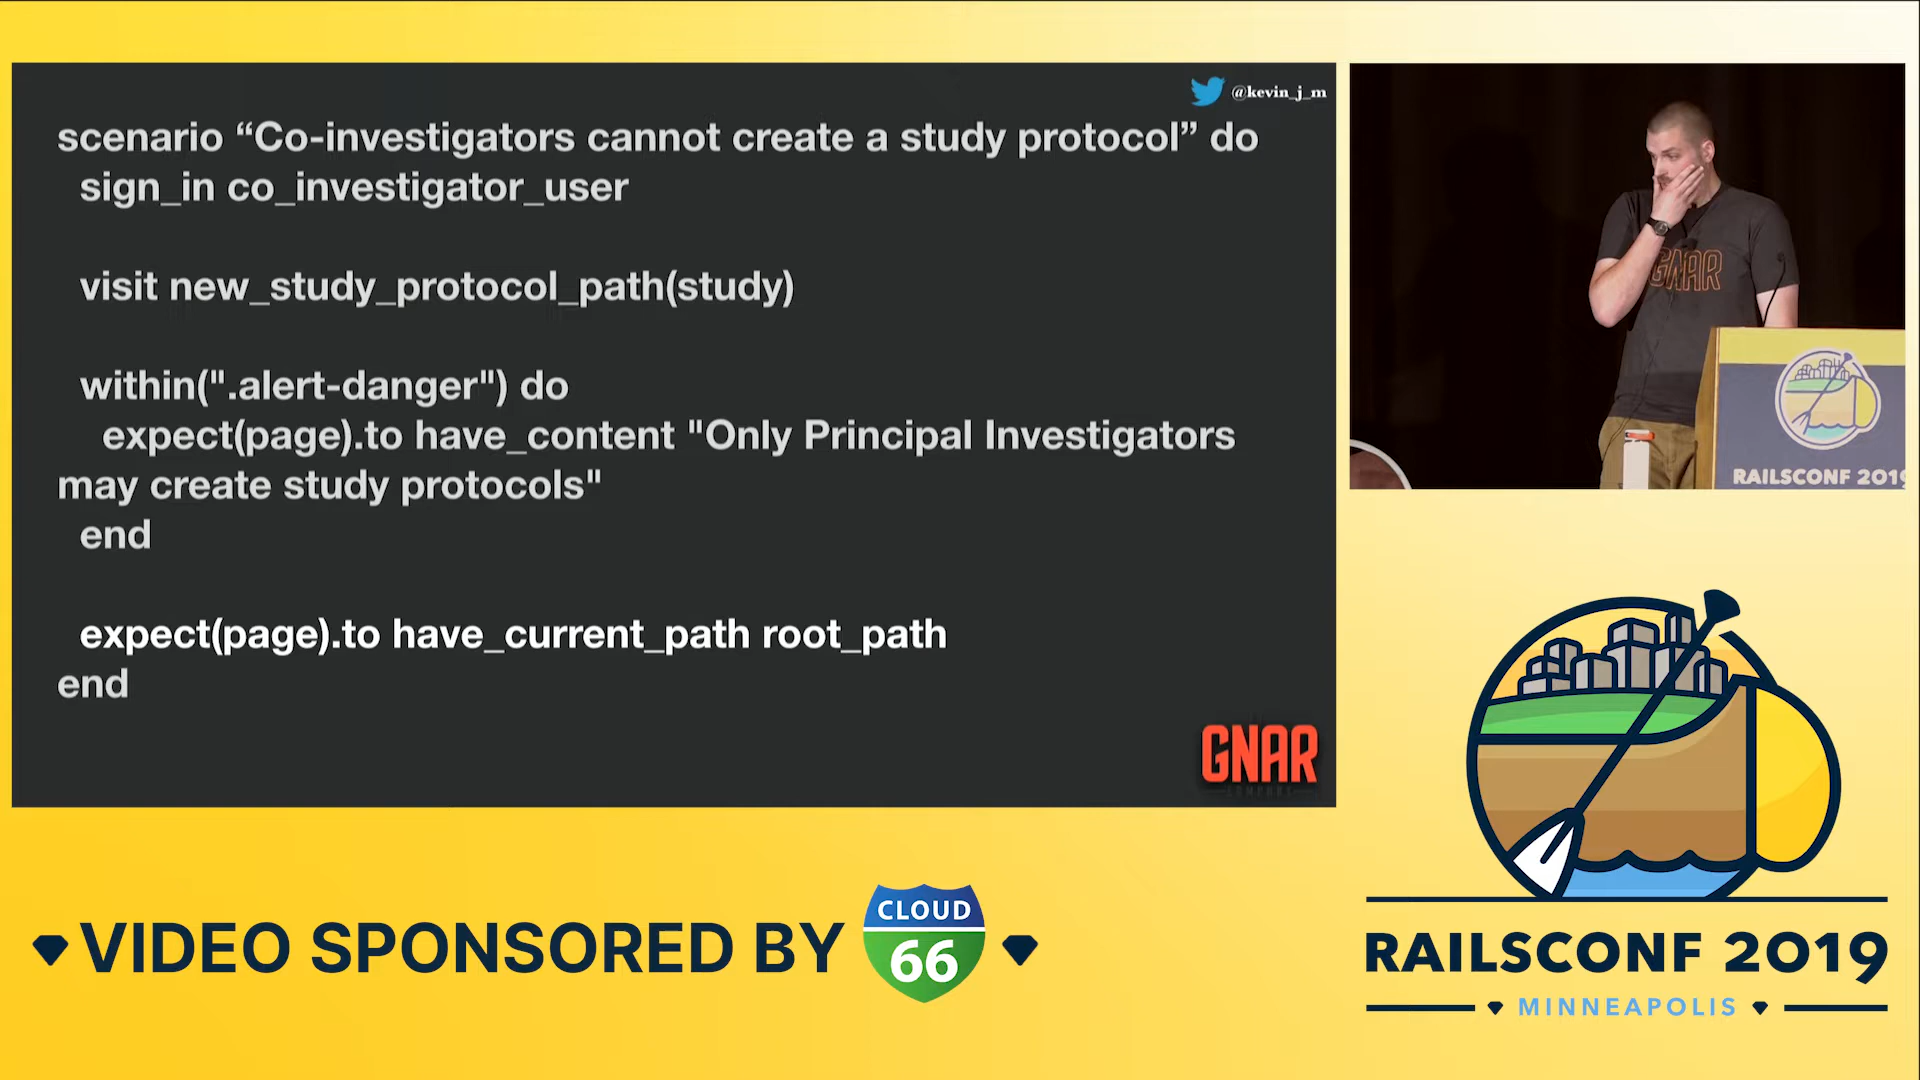 @kevin_j_m
scenario “Co-investigators cannot create a study protocol” do
sign_in co_investigator_user
visit new_study_protocol_path(study)
within(".alert-danger") do
expect(page).to have_content "Only Principal Investigators
may create study protocols"
end
expect(page).to have_current_path root_path
end
GNAR
COMPANY
GNAR
RAILSCONF 2019
VIDEO SPONSORED BY
CLOUD
66
RAILSCONF 2019
MINNEAPOLIS